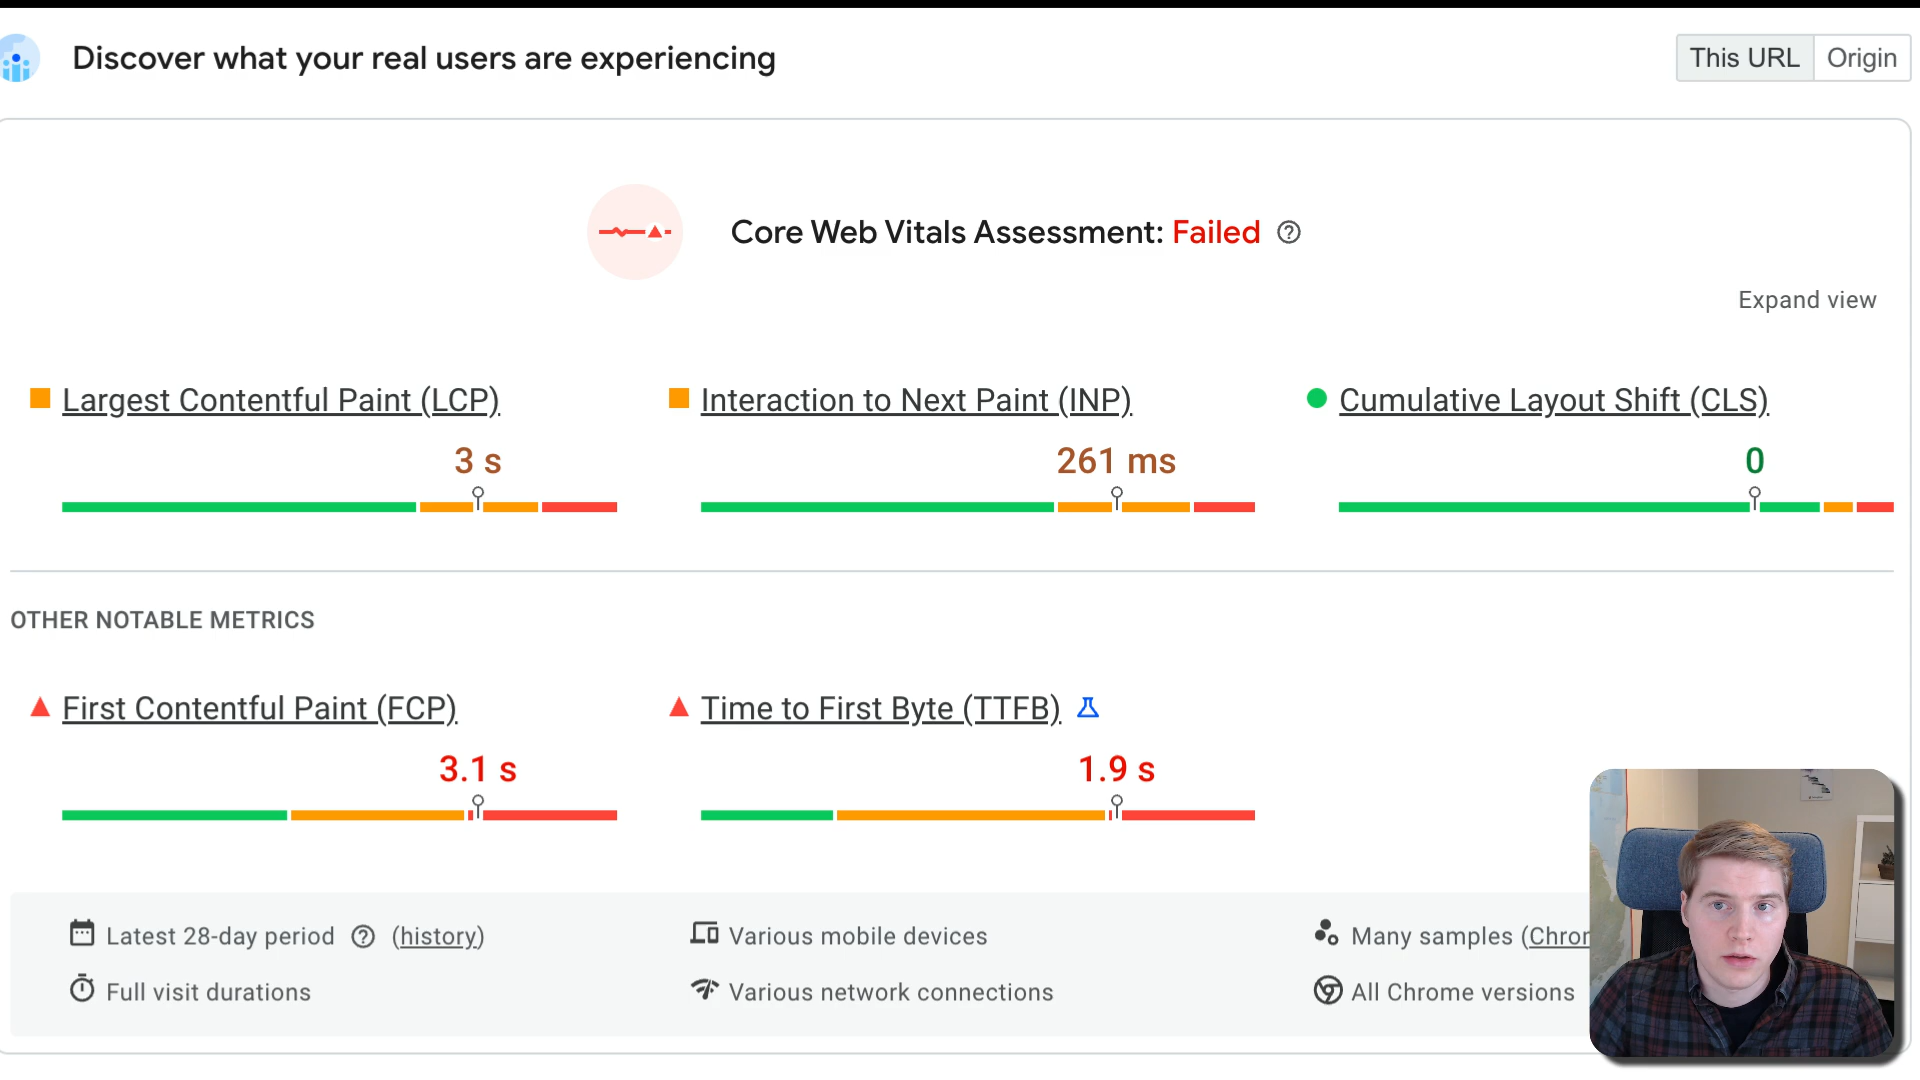 Discover what your real users are experiencing
This URL
Origin
Core Web Vitals Assessment: Failed
Expand view
Largest Contentful Paint (LCP)
3 s
Interaction to Next Paint (INP)
261 ms
Cumulative Layout Shift (CLS)
0
OTHER NOTABLE METRICS
First Contentful Paint (FCP)
3.1 s
Time to First Byte (TTFB)
1.9 s
Latest 28-day period (history)
Various mobile devices
Many samples (Chro
Full visit durations
Various network connections
All Chrome versions